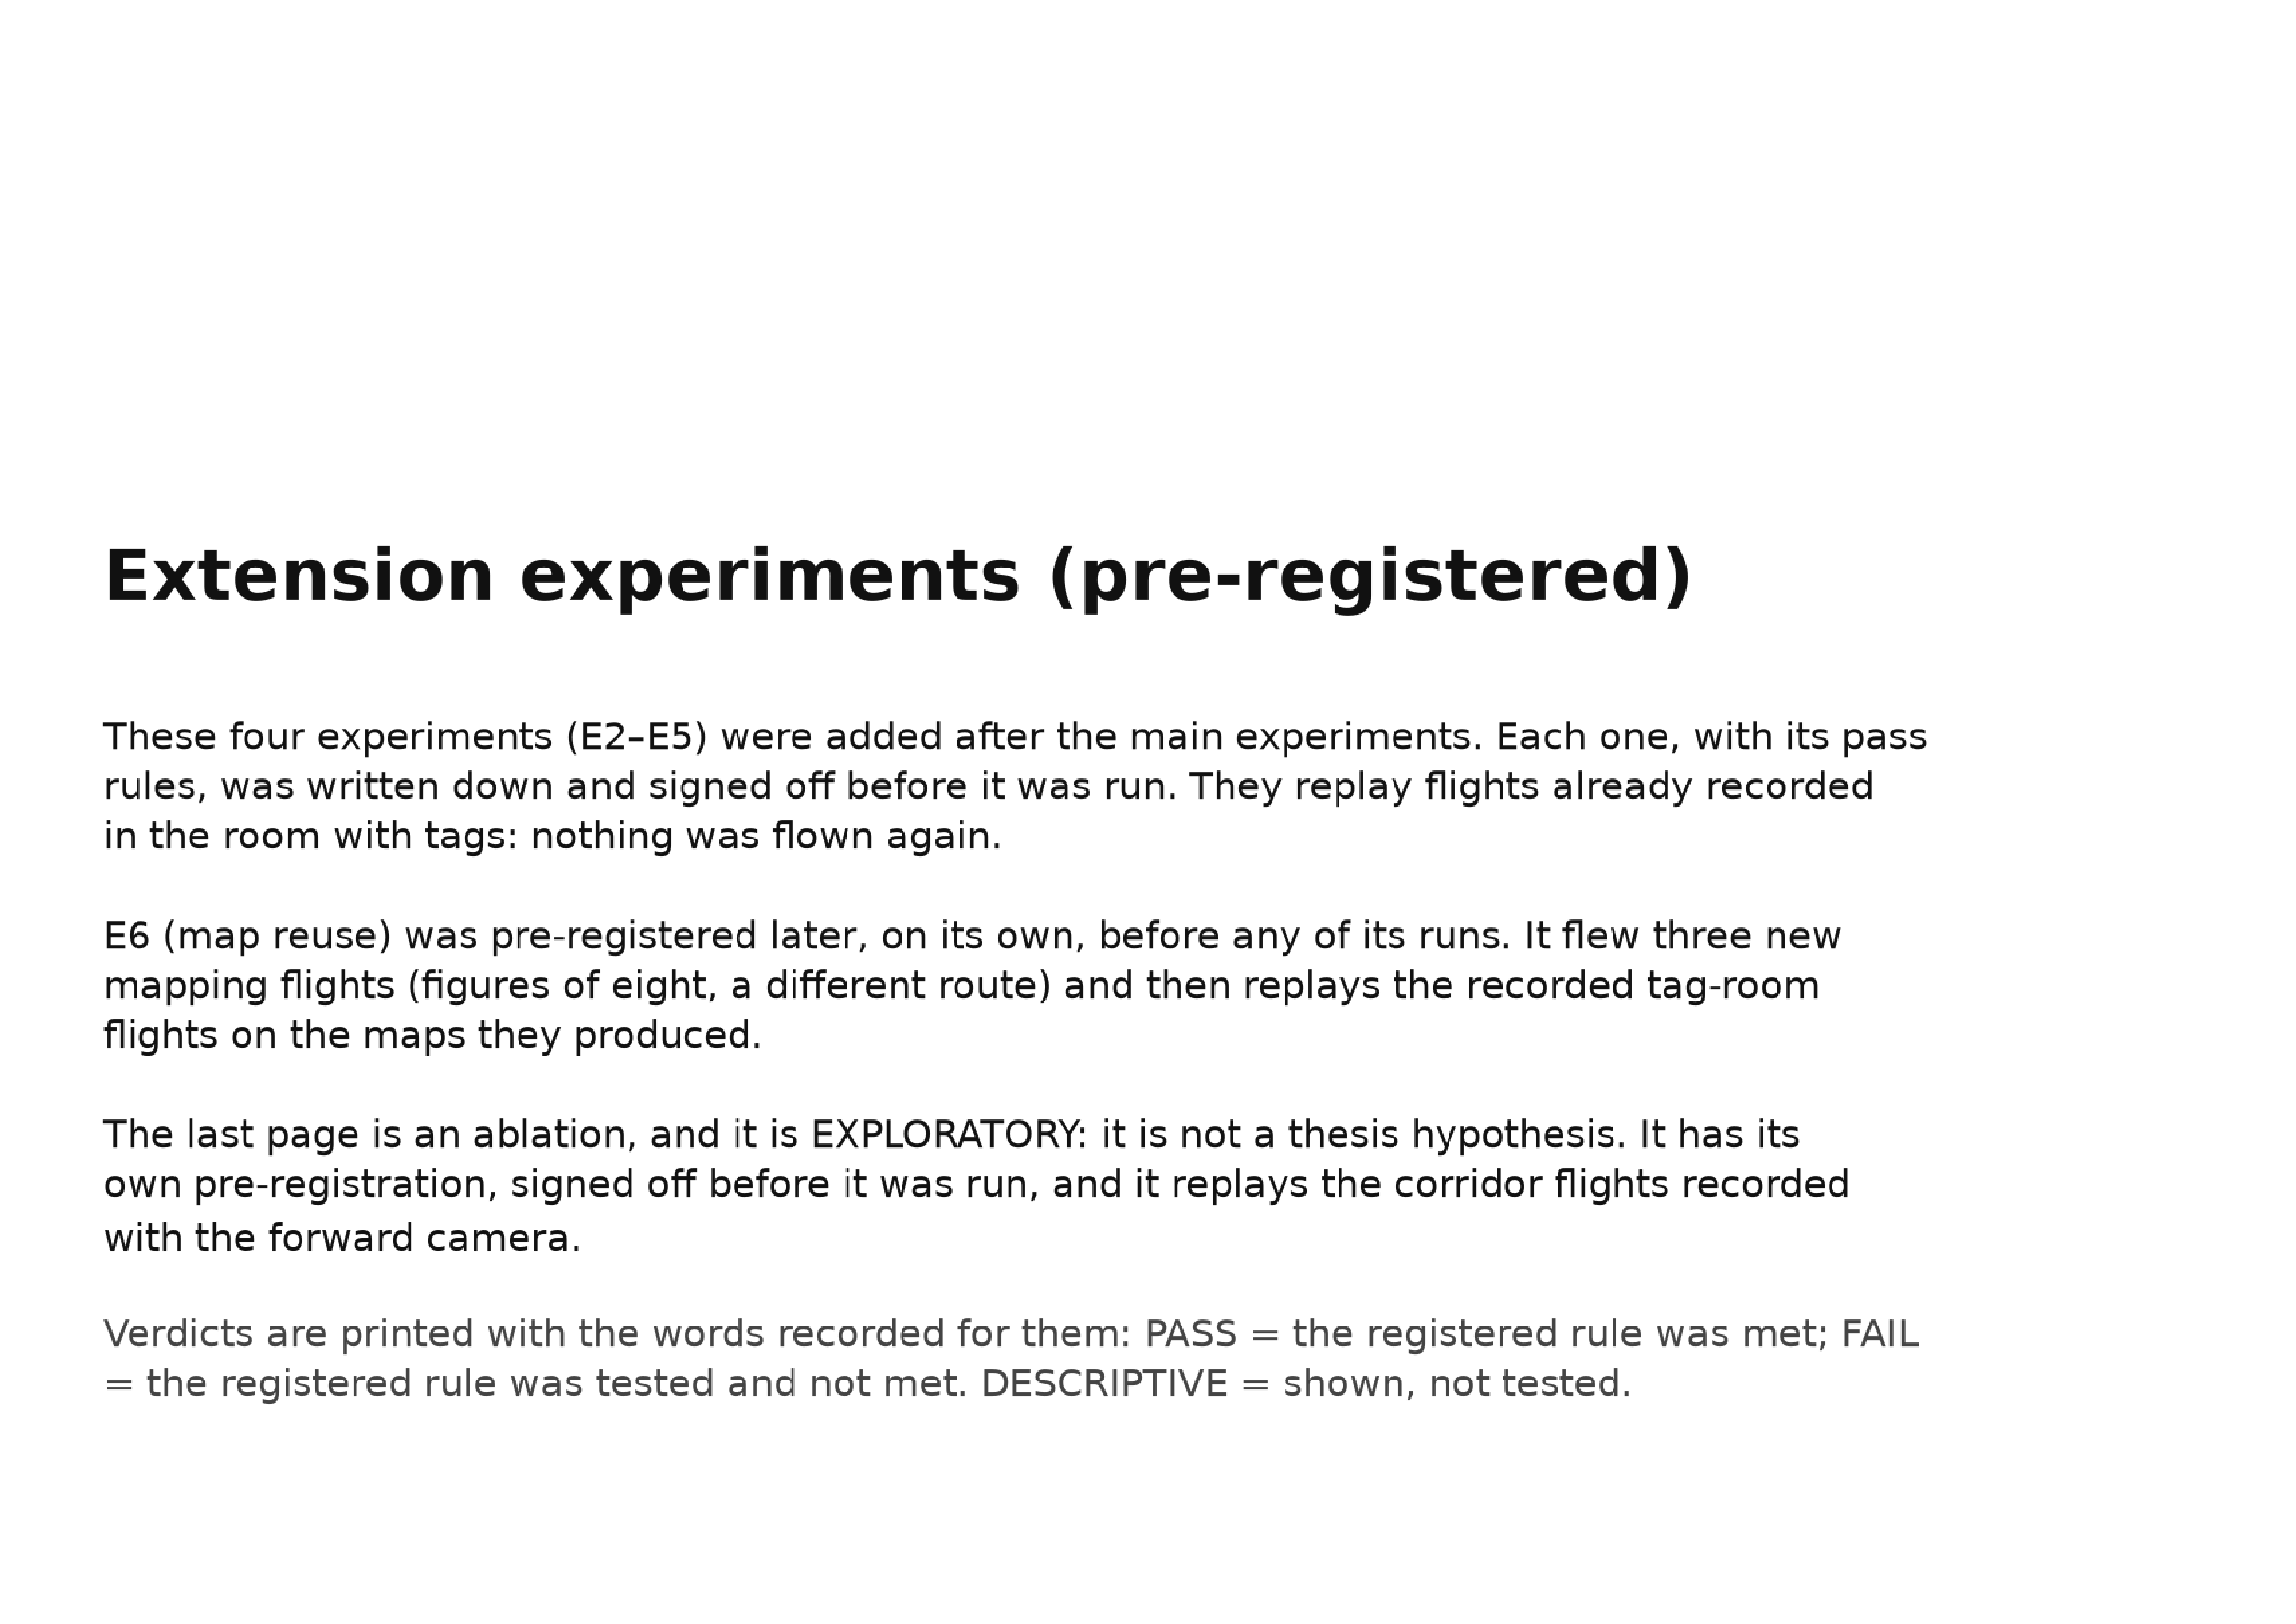 Extension experiments (pre-registered)
These four experiments (E2–E5) were added after the main experiments. Each one, with its pass
rules, was written down and signed off before it was run. They replay flights already recorded
in the room with tags: nothing was flown again.
E6 (map reuse) was pre-registered later, on its own, before any of its runs. It flew three new
mapping flights (figures of eight, a different route) and then replays the recorded tag-room
flights on the maps they produced.
The last page is an ablation, and it is EXPLORATORY: it is not a thesis hypothesis. It has its
own pre-registration, signed off before it was run, and it replays the corridor flights recorded
with the forward camera.
Verdicts are printed with the words recorded for them: PASS = the registered rule was met; FAIL
= the registered rule was tested and not met. DESCRIPTIVE = shown, not tested.